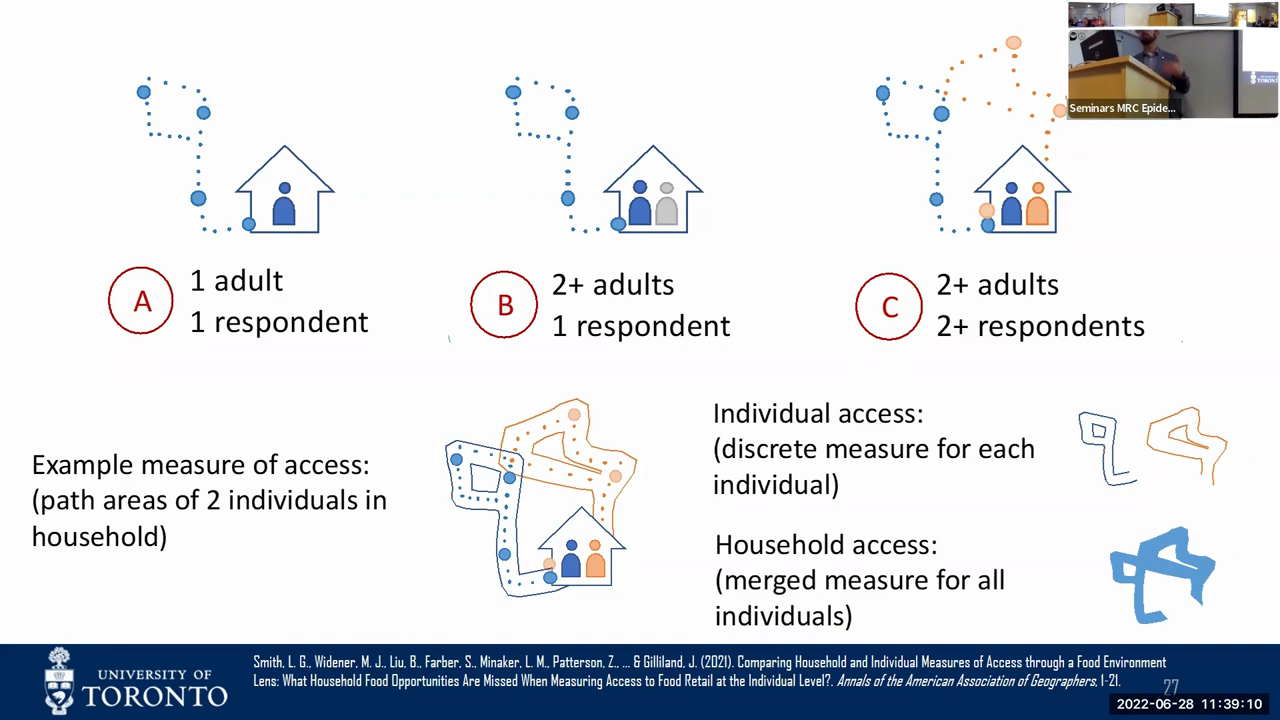 Seminars MRC Epide...
TORONTO
A
1 adult
1 respondent
B
2+ adults
1 respondent
C
2+ adults
2+ respondents
Example measure of access:
(path areas of 2 individuals in
household)
Individual access:
(discrete measure for each
individual)
Household access:
(merged measure for all
individuals)
UNIVERSITY OF
TORONTO
Smith, L. G., Widener, M. J., Liu, B., Farber, S., Minaker, L. M., Patterson, Z., ... & Gilliland, J. (2021). Comparing Household and Individual Measures of Access through a Food Environment
Lens: What Household Food Opportunities Are Missed When Measuring Access to Food Retail at the Individual Level?. Annals of the American Association of Geographers, 1-21.
27
2022-06-28 11:39:10